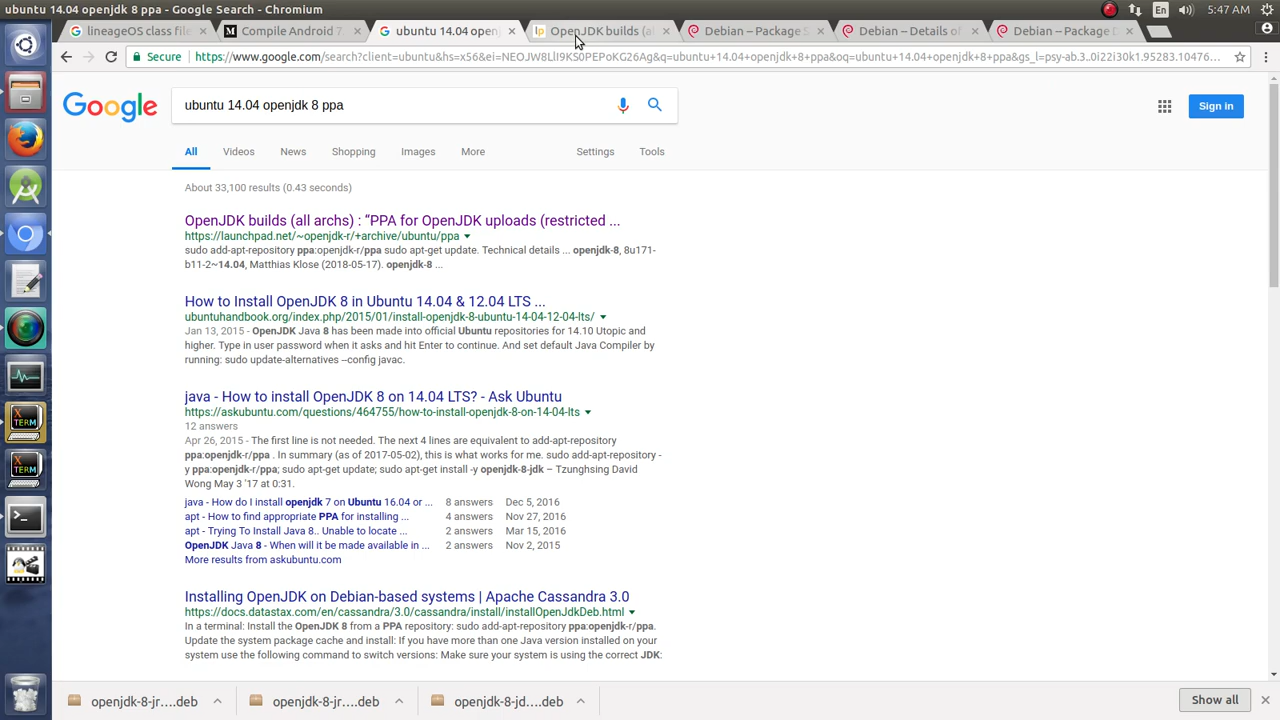 ubuntu 14.04 openjdk 8 ppa - Google Search - Chromium
En
5:47 AM
lineageOS class file
Compile Android 7.
ubuntu 14.04 openj
OpenJDK builds (al
Debian – Package S
Debian – Details of
Debian – Package D
Secure
https://www.google.com/search?client=ubuntu&hs=x56&ei=NEOJW8LlI9KS0PEPoKG26Ag&q=ubuntu+14.04+openjdk+8+ppa&oq=ubuntu+14.04+openjdk+8+ppa&gs_l=psy-ab.3..0i22i30k1.95283.10476...
Google
ubuntu 14.04 openjdk 8 ppa
Sign in
All
Videos
News
Shopping
Images
More
Settings
Tools
About 33,100 results (0.43 seconds)
OpenJDK builds (all archs) : “PPA for OpenJDK uploads (restricted ...
https://launchpad.net/~openjdk-r/+archive/ubuntu/ppa
sudo add-apt-repository ppa:openjdk-r/ppa sudo apt-get update. Technical details ... openjdk-8, 8u171-
b11-2~14.04, Matthias Klose (2018-05-17). openjdk-8 ...
How to Install OpenJDK 8 in Ubuntu 14.04 & 12.04 LTS ...
ubuntuhandbook.org/index.php/2015/01/install-openjdk-8-ubuntu-14-04-12-04-lts/
Jan 13, 2015 - OpenJDK Java 8 has been made into official Ubuntu repositories for 14.10 Utopic and
higher. Type in user password when it asks and hit Enter to continue. And set default Java Compiler by
running: sudo update-alternatives --config javac.
java - How to install OpenJDK 8 on 14.04 LTS? - Ask Ubuntu
https://askubuntu.com/questions/464755/how-to-install-openjdk-8-on-14-04-lts
12 answers
Apr 26, 2015 - The first line is not needed. The next 4 lines are equivalent to add-apt-repository
ppa:openjdk-r/ppa . In summary (as of 2017-05-02), this is what works for me. sudo add-apt-repository -
y ppa:openjdk-r/ppa; sudo apt-get update; sudo apt-get install -y openjdk-8-jdk – Tzunghsing David
Wong May 3 '17 at 0:31.
java - How do I install openjdk 7 on Ubuntu 16.04 or ... 8 answers Dec 5, 2016
apt - How to find appropriate PPA for installing ... 4 answers Nov 27, 2016
apt - Trying To Install Java 8.. Unable to locate ... 2 answers Mar 15, 2016
OpenJDK Java 8 - When will it be made available in ... 2 answers Nov 2, 2015
More results from askubuntu.com
Installing OpenJDK on Debian-based systems | Apache Cassandra 3.0
https://docs.datastax.com/en/cassandra/3.0/cassandra/install/installOpenJdkDeb.html
In a terminal: Install the OpenJDK 8 from a PPA repository: sudo add-apt-repository ppa:openjdk-r/ppa.
Update the system package cache and install: If you have more than one Java version installed on your
system use the following command to switch versions: Make sure your system is using the correct JDK:
openjdk-8-jr....deb
openjdk-8-jr....deb
openjdk-8-jd....deb
Show all
X
TERM
X
TERM